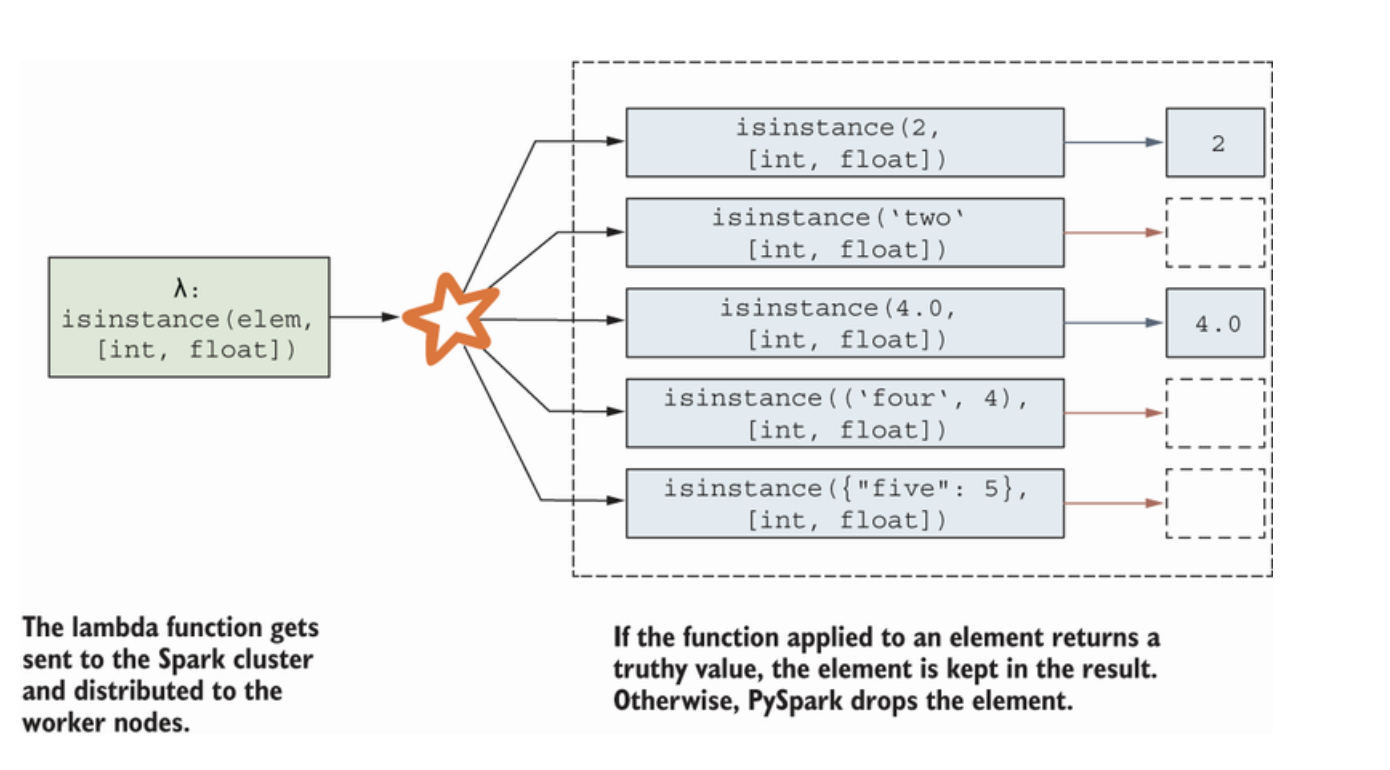 λ:
isinstance(elem,
[int, float])
isinstance(2,
[int, float])
2
isinstance(‛two‛
[int, float])
isinstance(4.0,
[int, float])
4.0
isinstance((‛four‛, 4),
[int, float])
isinstance({"five": 5},
[int, float])
The lambda function gets
sent to the Spark cluster
and distributed to the
worker nodes.
If the function applied to an element returns a
truthy value, the element is kept in the result.
Otherwise, PySpark drops the element.